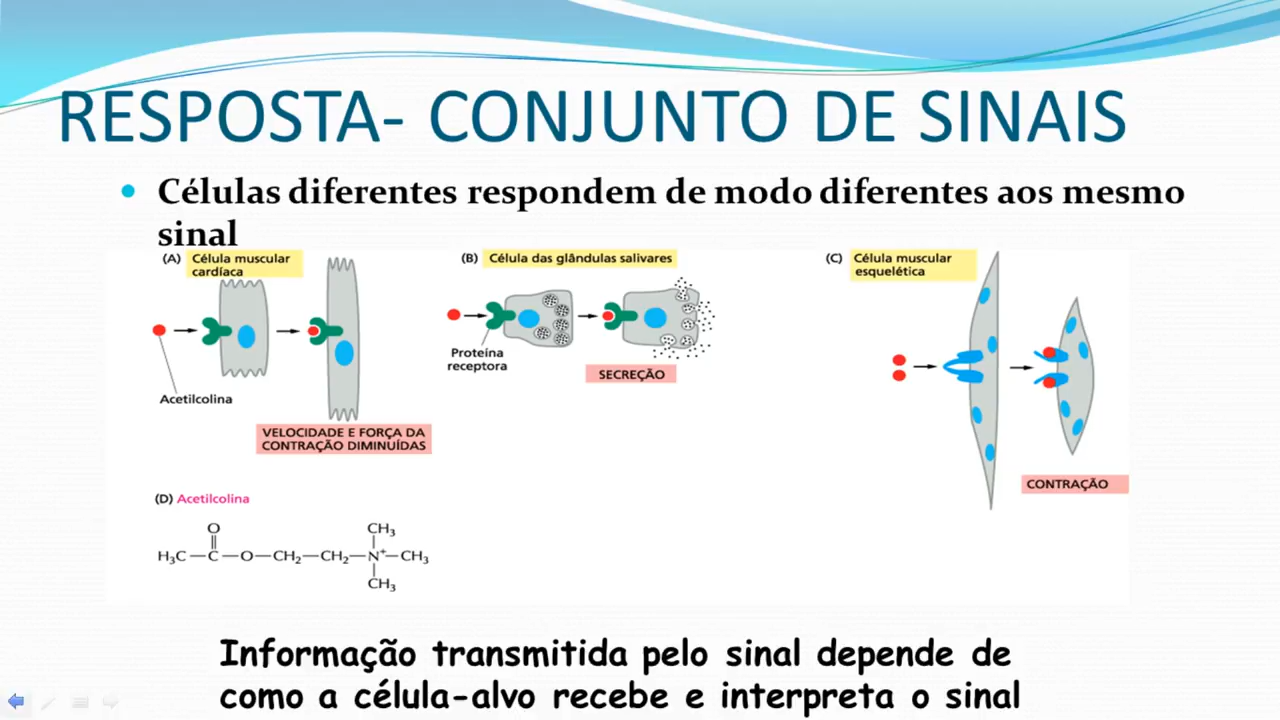 RESPOSTA- CONJUNTO DE SINAIS
Células diferentes respondem de modo diferentes aos mesmo
sinal
(A) Célula muscular
cardíaca
Acetilcolina
VELOCIDADE E FORÇA DA
CONTRAÇÃO DIMINUÍDAS
(B) Célula das glândulas salivares
Proteína
receptora
SECREÇÃO
(C) Célula muscular
esquelética
CONTRAÇÃO
(D) Acetilcolina
O
CH₃
H₃C—C—O—CH₂—CH₂—N⁺—CH₃
CH₃
Informação transmitida pelo sinal depende de
como a célula-alvo recebe e interpreta o sinal